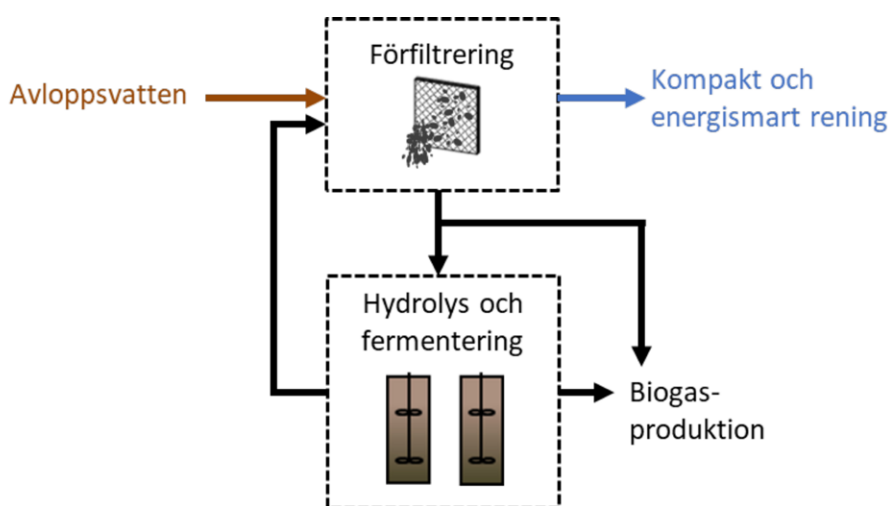 Förfiltrering
Avloppsvatten
Kompakt och
energismart rening
Hydrolys och
fermentering
Biogas-
produktion